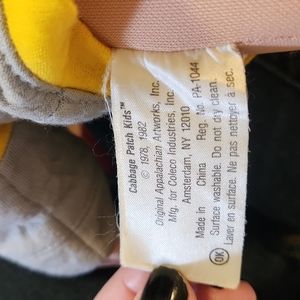 Cabbage Patch Kids™
© 1978, 1982
Original Appalachian Artworks, Inc.
Mfg. for Coleco Industries, Inc.
Amsterdam, NY 12010
Made in China Reg. No. PA-1044
Surface washable. Do not dry clean.
Laver en surface. Ne pas nettoyer à sec.
OK